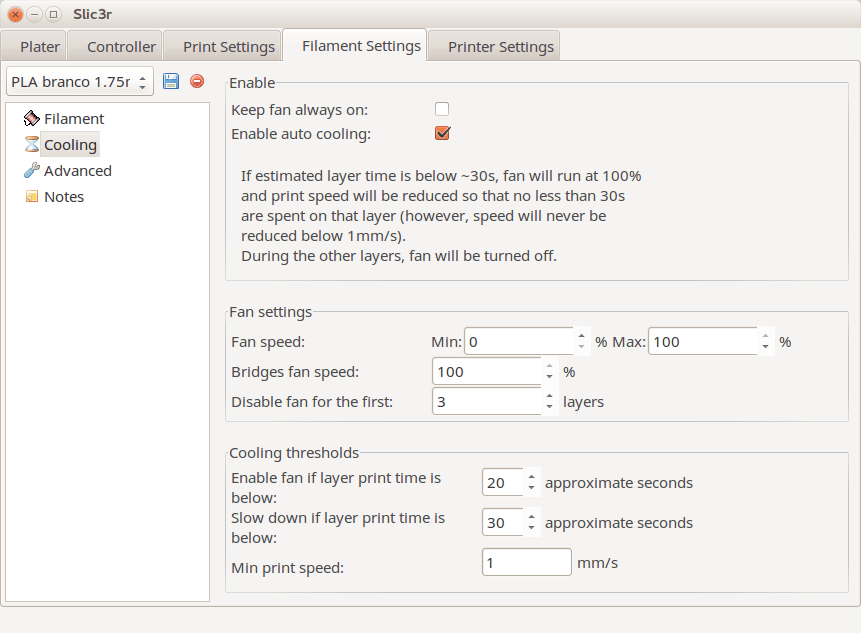 Slic3r
Plater Controller Print Settings Filament Settings Printer Settings
PLA branco 1.75r
Filament
Cooling
Advanced
Notes
Enable
Keep fan always on:
Enable auto cooling:
If estimated layer time is below ~30s, fan will run at 100%
and print speed will be reduced so that no less than 30s
are spent on that layer (however, speed will never be
reduced below 1mm/s).
During the other layers, fan will be turned off.
Fan settings
Fan speed: Min: 0 % Max: 100 %
Bridges fan speed: 100 %
Disable fan for the first: 3 layers
Cooling thresholds
Enable fan if layer print time is
below: 20 approximate seconds
Slow down if layer print time is
below: 30 approximate seconds
Min print speed: 1 mm/s